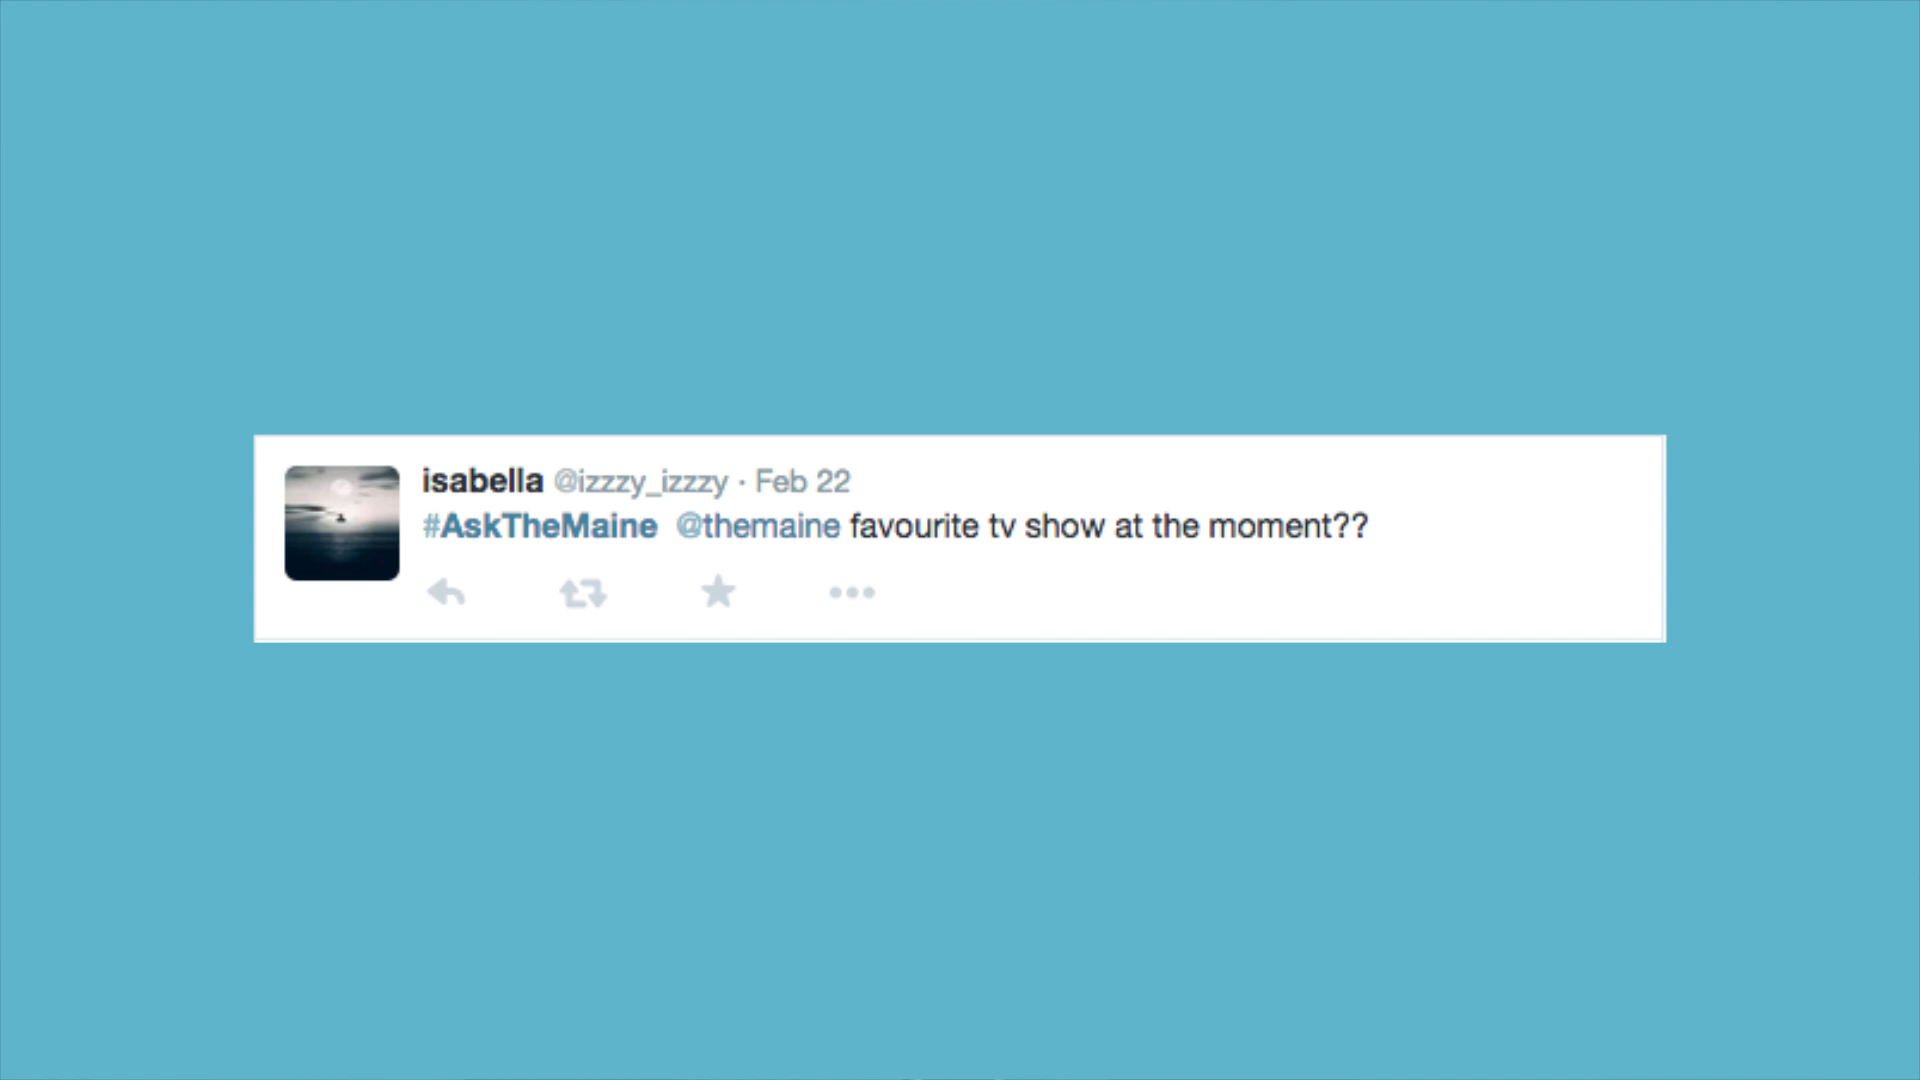 isabella @izzzy_izzzy · Feb 22
#AskTheMaine @themaine favourite tv show at the moment??